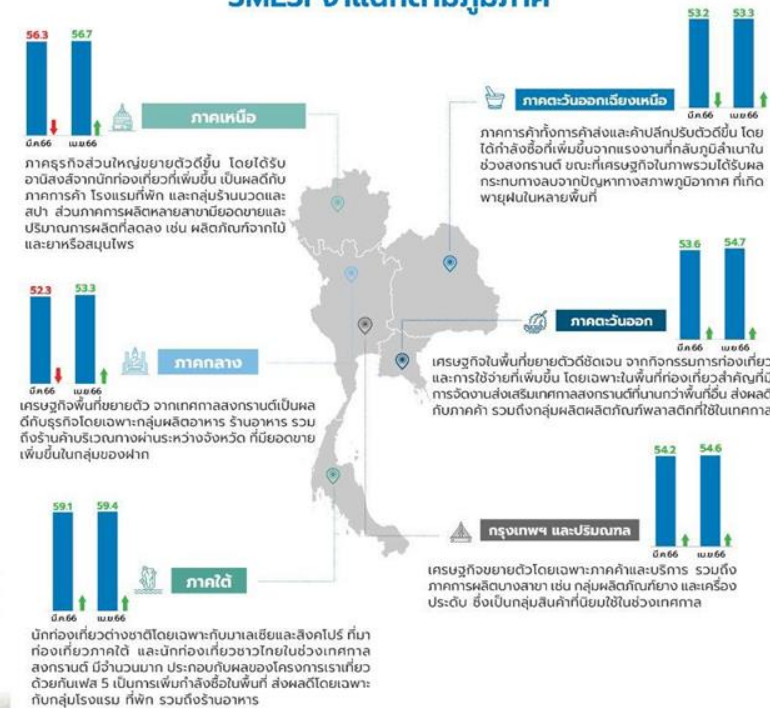 SMESI จำแนกตามภูมิภาค
56.3 56.7
มี.ค.66 เม.ย.66
ภาคเหนือ
ภาคธุรกิจส่วนใหญ่ขยายตัวดีขึ้น โดยได้รับ
อานิสงส์จากนักท่องเที่ยวที่เพิ่มขึ้น เป็นผลดีกับ
ภาคการค้า โรงแรมที่พัก และกลุ่มร้านนวดและ
สปา ส่วนภาคการผลิตหลายสาขามียอดขายและ
ปริมาณการผลิตที่ลดลง เช่น ผลิตภัณฑ์จากไม้
และยาหรือสมุนไพร
53.2 53.3
มี.ค.66 เม.ย.66
ภาคตะวันออกเฉียงเหนือ
ภาคการค้าทั้งการค้าส่งและค้าปลีกปรับตัวดีขึ้น โดย
ได้กำลังซื้อที่เพิ่มขึ้นจากแรงงานที่กลับภูมิลำเนาใน
ช่วงสงกรานต์ ขณะที่เศรษฐกิจในภาพรวมได้รับผล
กระทบทางลบจากปัญหาทางสภาพภูมิอากาศ ที่เกิด
พายุฝนในหลายพื้นที่
52.3 53.3
มี.ค.66 เม.ย.66
ภาคกลาง
เศรษฐกิจพื้นที่ขยายตัว จากเทศกาลสงกรานต์เป็นผล
ดีกับธุรกิจโดยเฉพาะกลุ่มผลิตอาหาร ร้านอาหาร รวม
ถึงร้านค้าบริเวณทางผ่านระหว่างจังหวัด ที่มียอดขาย
เพิ่มขึ้นในกลุ่มของฝาก
53.6 54.7
มี.ค.66 เม.ย.66
ภาคตะวันออก
เศรษฐกิจในพื้นที่ขยายตัวดีชัดเจน จากกิจกรรมการท่องเที่ยว
และการใช้จ่ายที่เพิ่มขึ้น โดยเฉพาะในพื้นที่ท่องเที่ยวสำคัญที่มี
การจัดงานส่งเสริมเทศกาลสงกรานต์ที่นานกว่าพื้นที่อื่น ส่งผลดี
กับภาคค้า รวมถึงกลุ่มผลิตผลิตภัณฑ์พลาสติกที่ใช้ในเทศกาล
59.1 59.4
มี.ค.66 เม.ย.66
ภาคใต้
นักท่องเที่ยวต่างชาติโดยเฉพาะกับมาเลเซียและสิงคโปร์ ที่มา
ท่องเที่ยวภาคใต้ และนักท่องเที่ยวชาวไทยในช่วงเทศกาล
สงกรานต์ มีจำนวนมาก ประกอบกับผลของโครงการเราเที่ยว
ด้วยกันเฟส 5 เป็นการเพิ่มกำลังซื้อในพื้นที่ ส่งผลดีโดยเฉพาะ
กับกลุ่มโรงแรม ที่พัก รวมถึงร้านอาหาร
54.2 54.6
มี.ค.66 เม.ย.66
กรุงเทพฯ และปริมณฑล
เศรษฐกิจขยายตัวโดยเฉพาะภาคค้าและบริการ รวมถึง
ภาคการผลิตบางสาขา เช่น กลุ่มผลิตภัณฑ์ยาง และเครื่อง
ประดับ ซึ่งเป็นกลุ่มสินค้าที่นิยมใช้ในช่วงเทศกาล